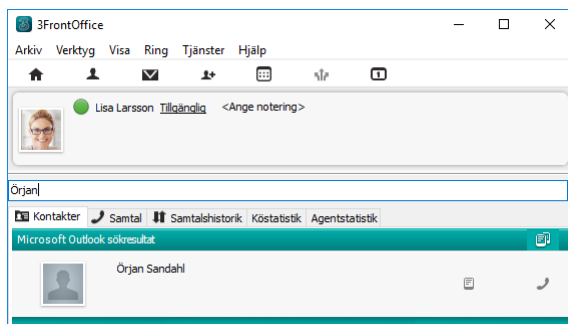 3FrontOffice
Arkiv Verktyg Visa Ring Tjänster Hjälp
1
Lisa Larsson Tillgänglig <Ange notering>
Örjan
Kontakter Samtal Samtalshistorik Köstatistik Agentstatistik
Microsoft Outlook sökresultat
Örjan Sandahl